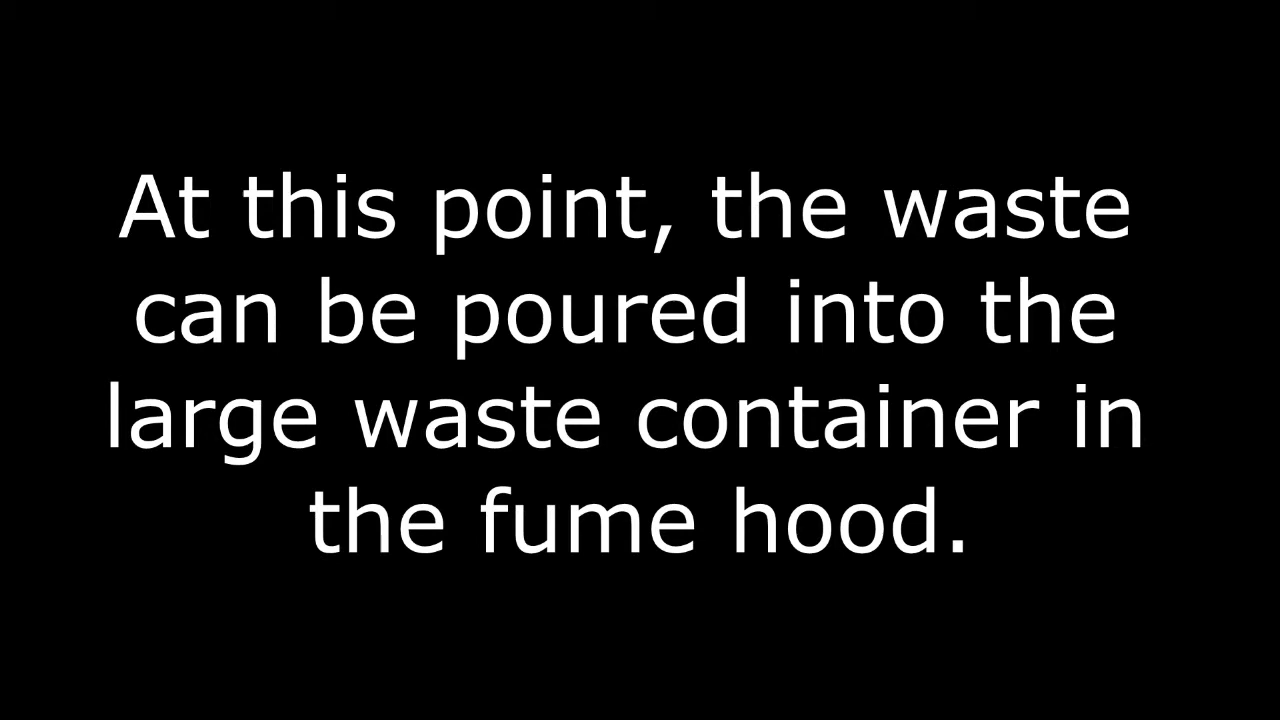 At this point, the waste
can be poured into the
large waste container in
the fume hood.